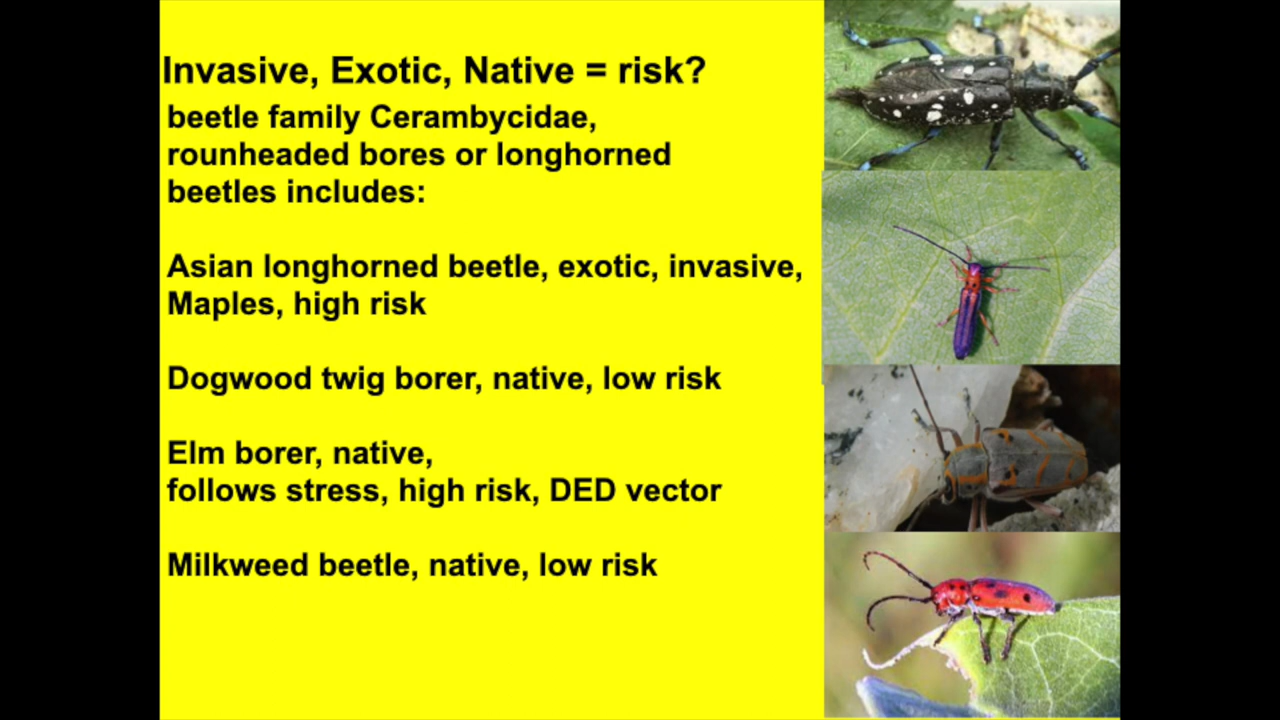 Invasive, Exotic, Native = risk?
beetle family Cerambycidae,
rounheaded bores or longhorned
beetles includes:
Asian longhorned beetle, exotic, invasive,
Maples, high risk
Dogwood twig borer, native, low risk
Elm borer, native,
follows stress, high risk, DED vector
Milkweed beetle, native, low risk